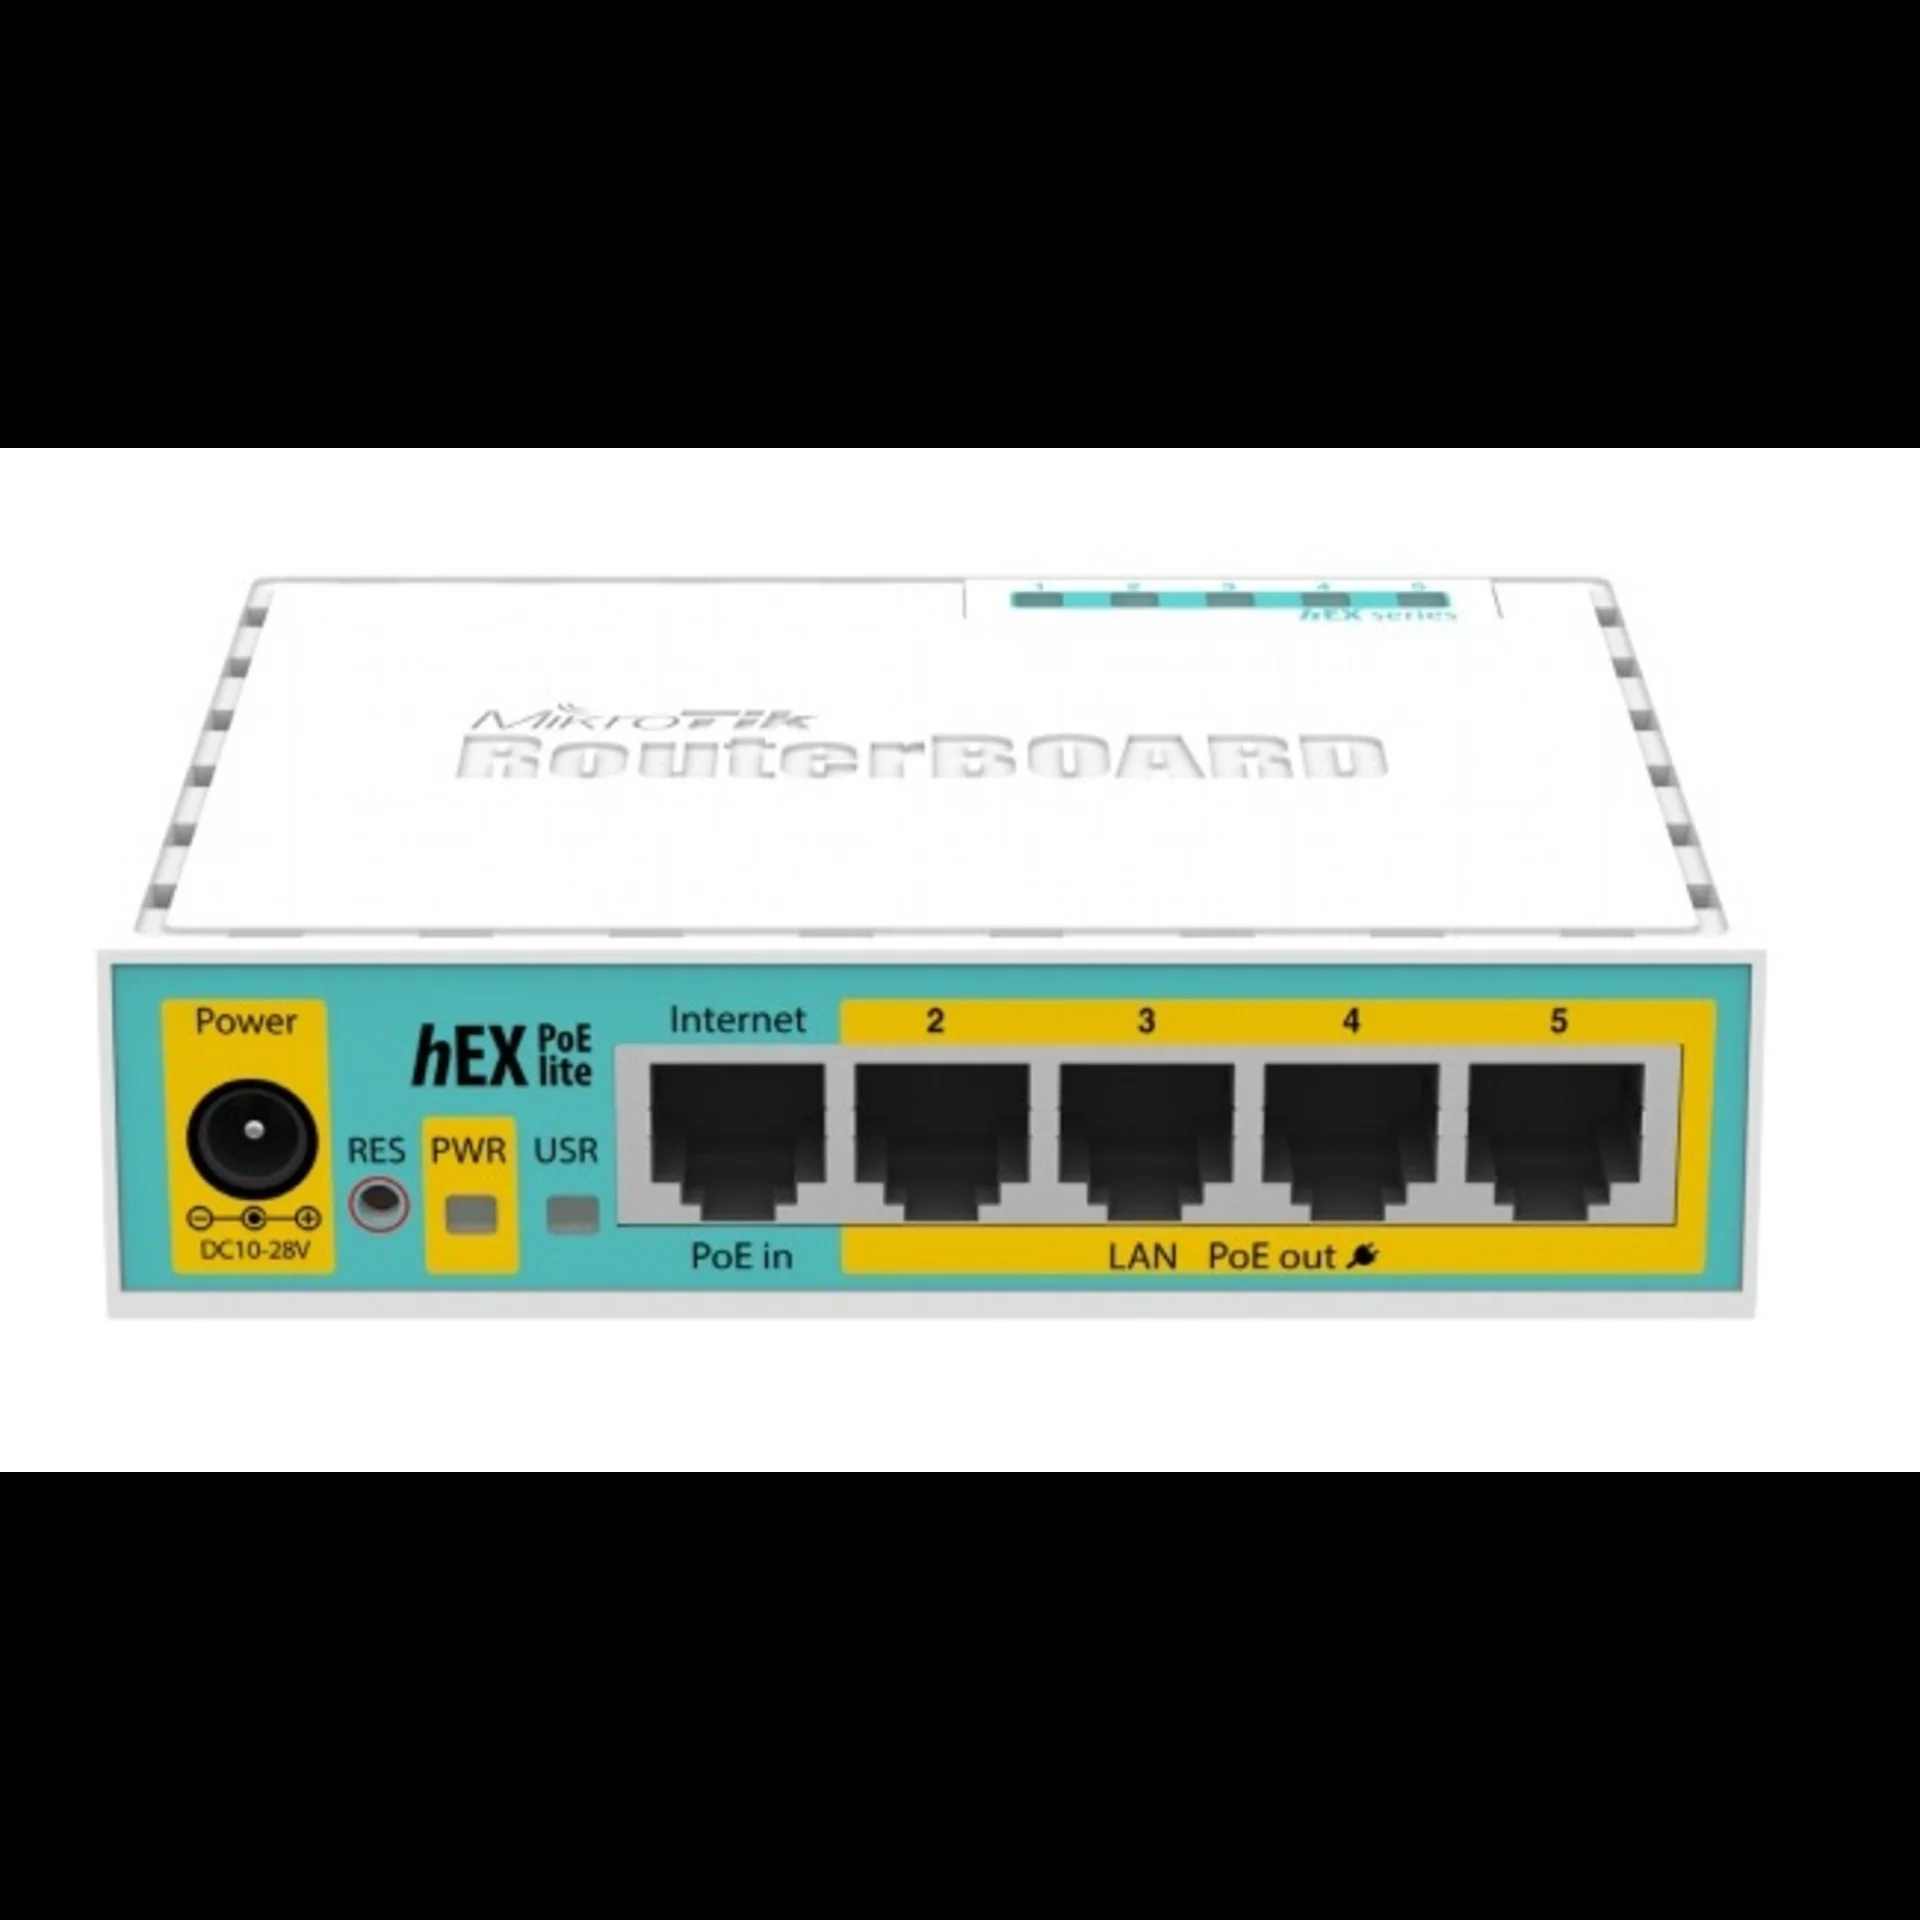 1 2 3 4 5
hEX series
MikroTik
RouterBOARD
Power
hEX PoE lite
Internet
2
3
4
5
RES
PWR
USR
DC10-28V
PoE in
LAN PoE out